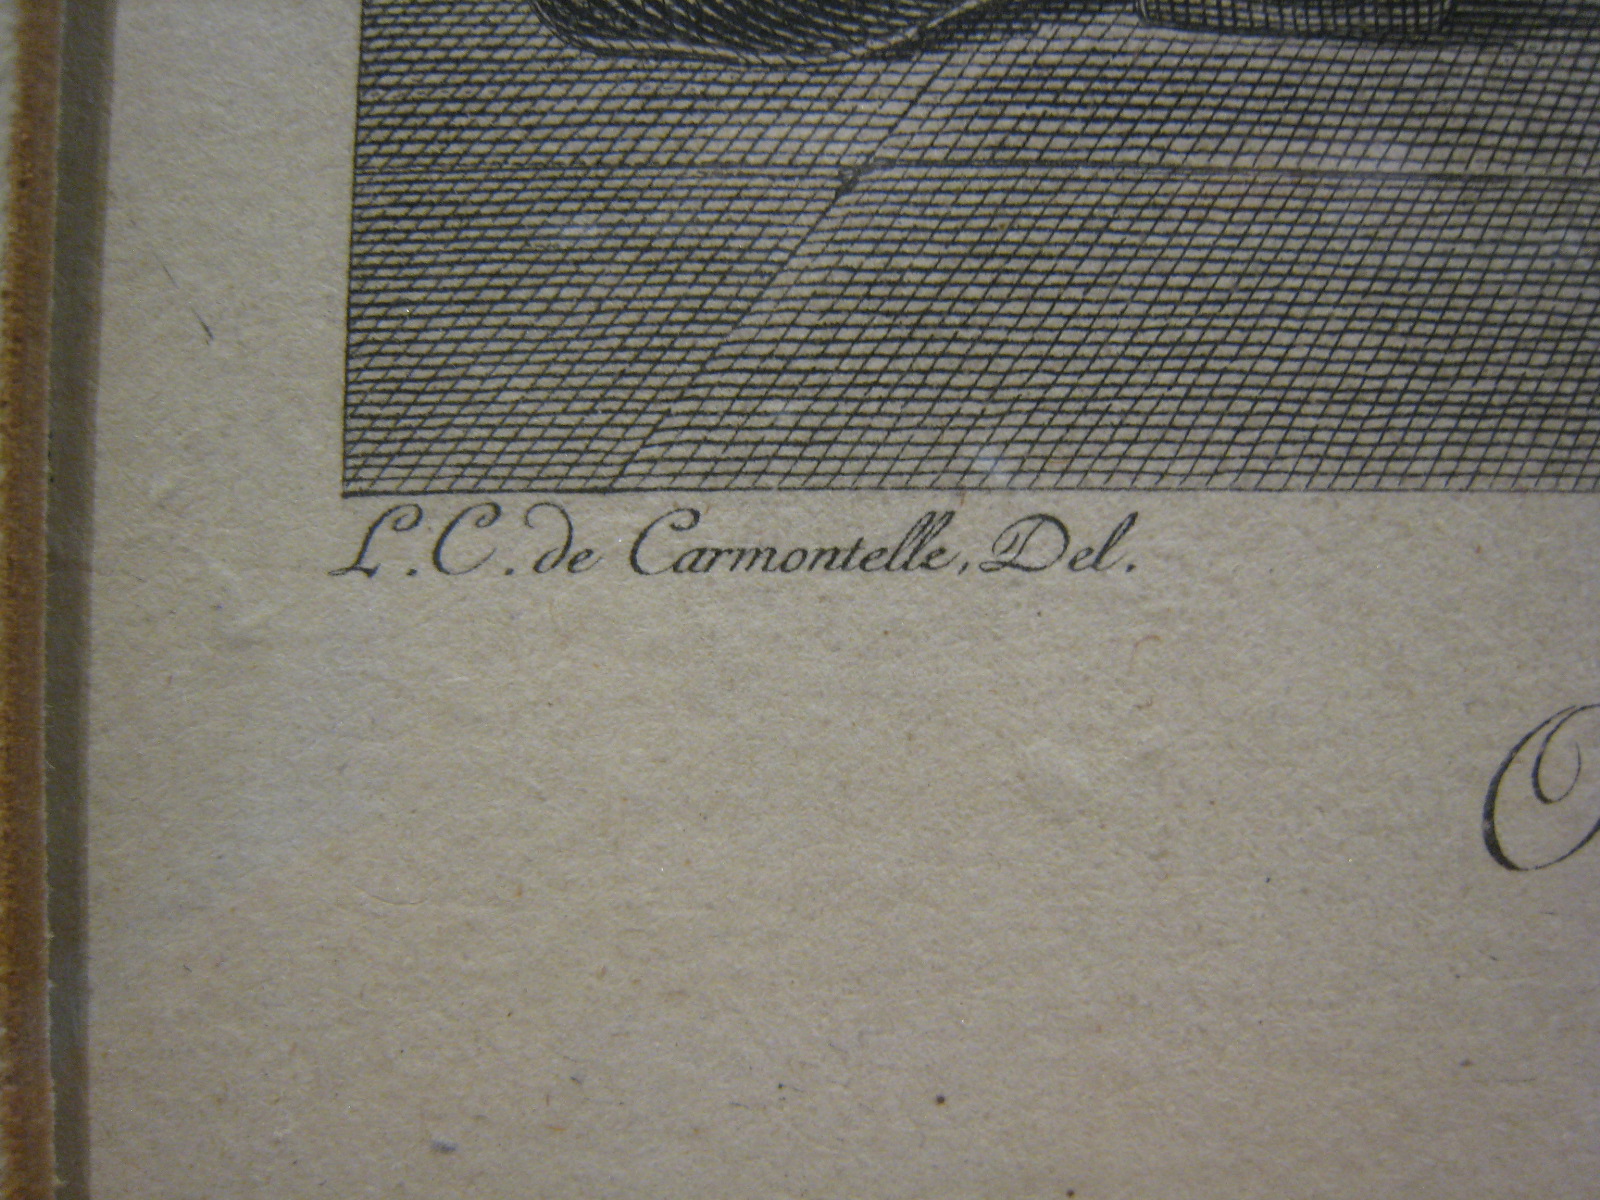 L. C. de Carmontelle, Del.